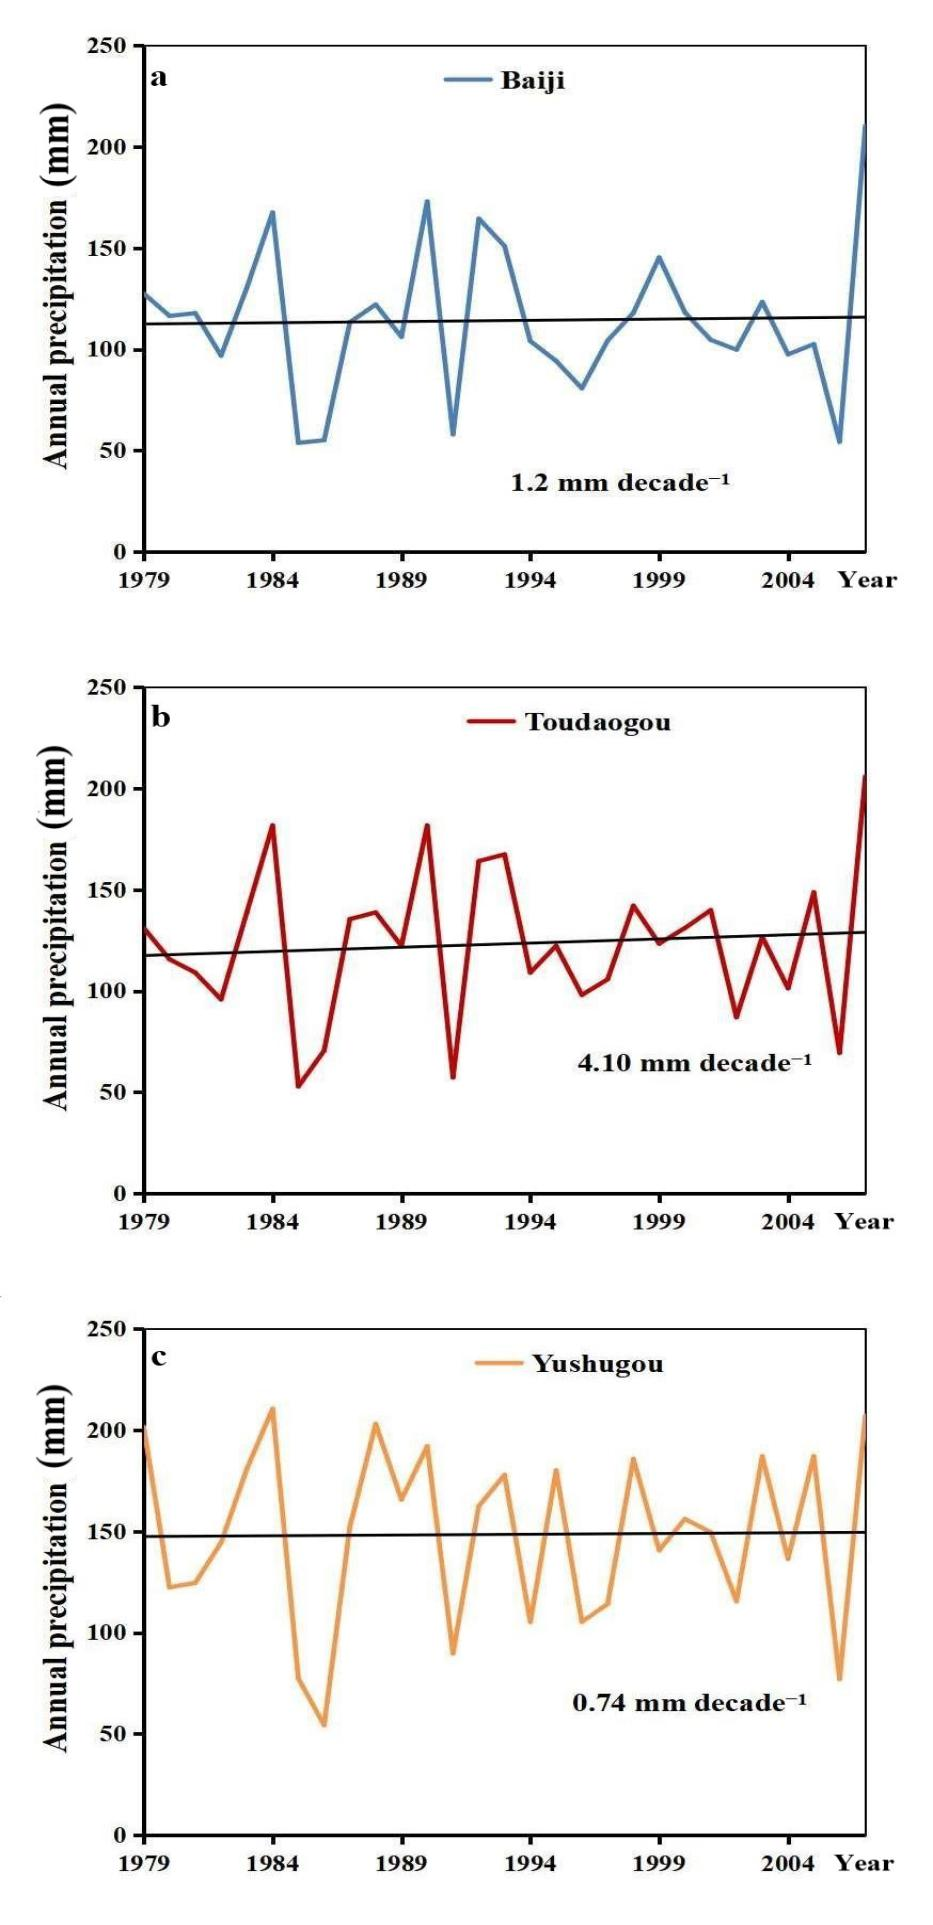 250
a
Baiji
200
150
100
50
0
Annual precipitation (mm)
1.2 mm decade⁻¹
1979 1984 1989 1994 1999 2004 Year
250
b
Toudaogou
200
150
100
50
0
Annual precipitation (mm)
4.10 mm decade⁻¹
1979 1984 1989 1994 1999 2004 Year
250
c
Yushugou
200
150
100
50
0
Annual precipitation (mm)
0.74 mm decade⁻¹
1979 1984 1989 1994 1999 2004 Year